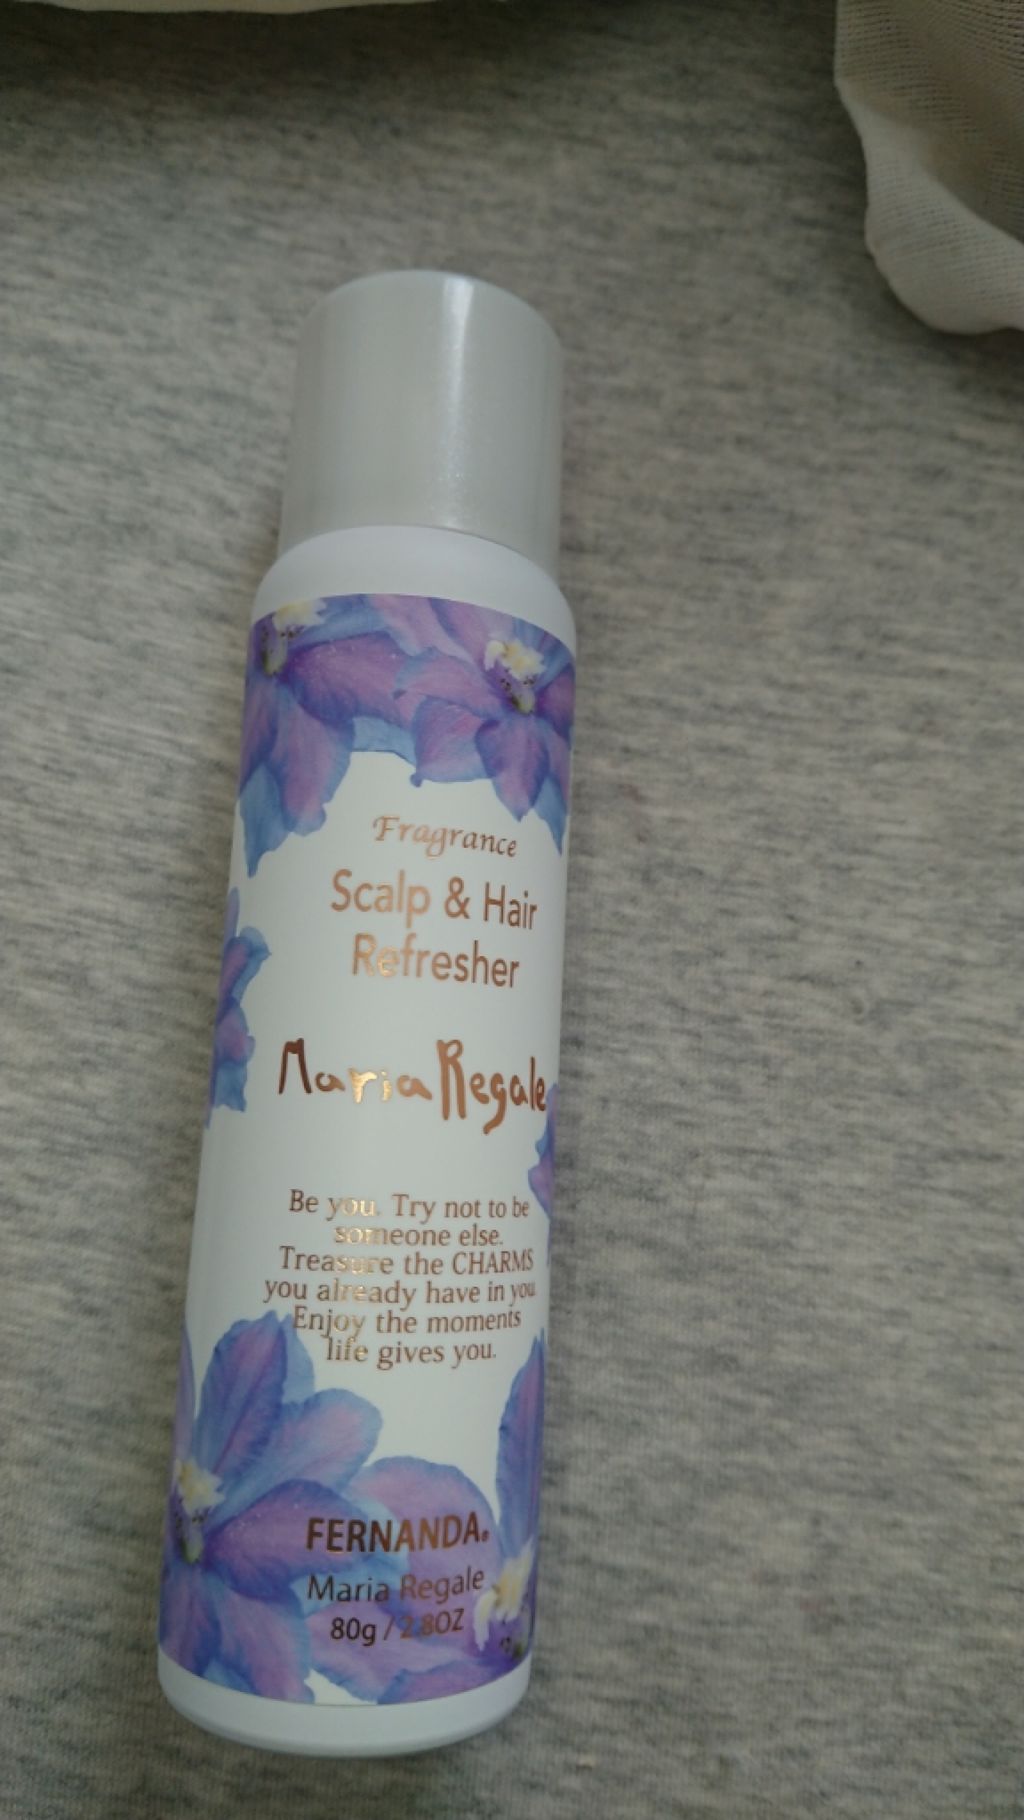 Fragrance
Scalp & Hair
Refresher
Maria Regale
Be you. Try not to be
someone else.
Treasure the CHARMS
you already have in you
Enjoy the moments
life gives you.
FERNANDA®
Maria Regale
80g / 2.8OZ